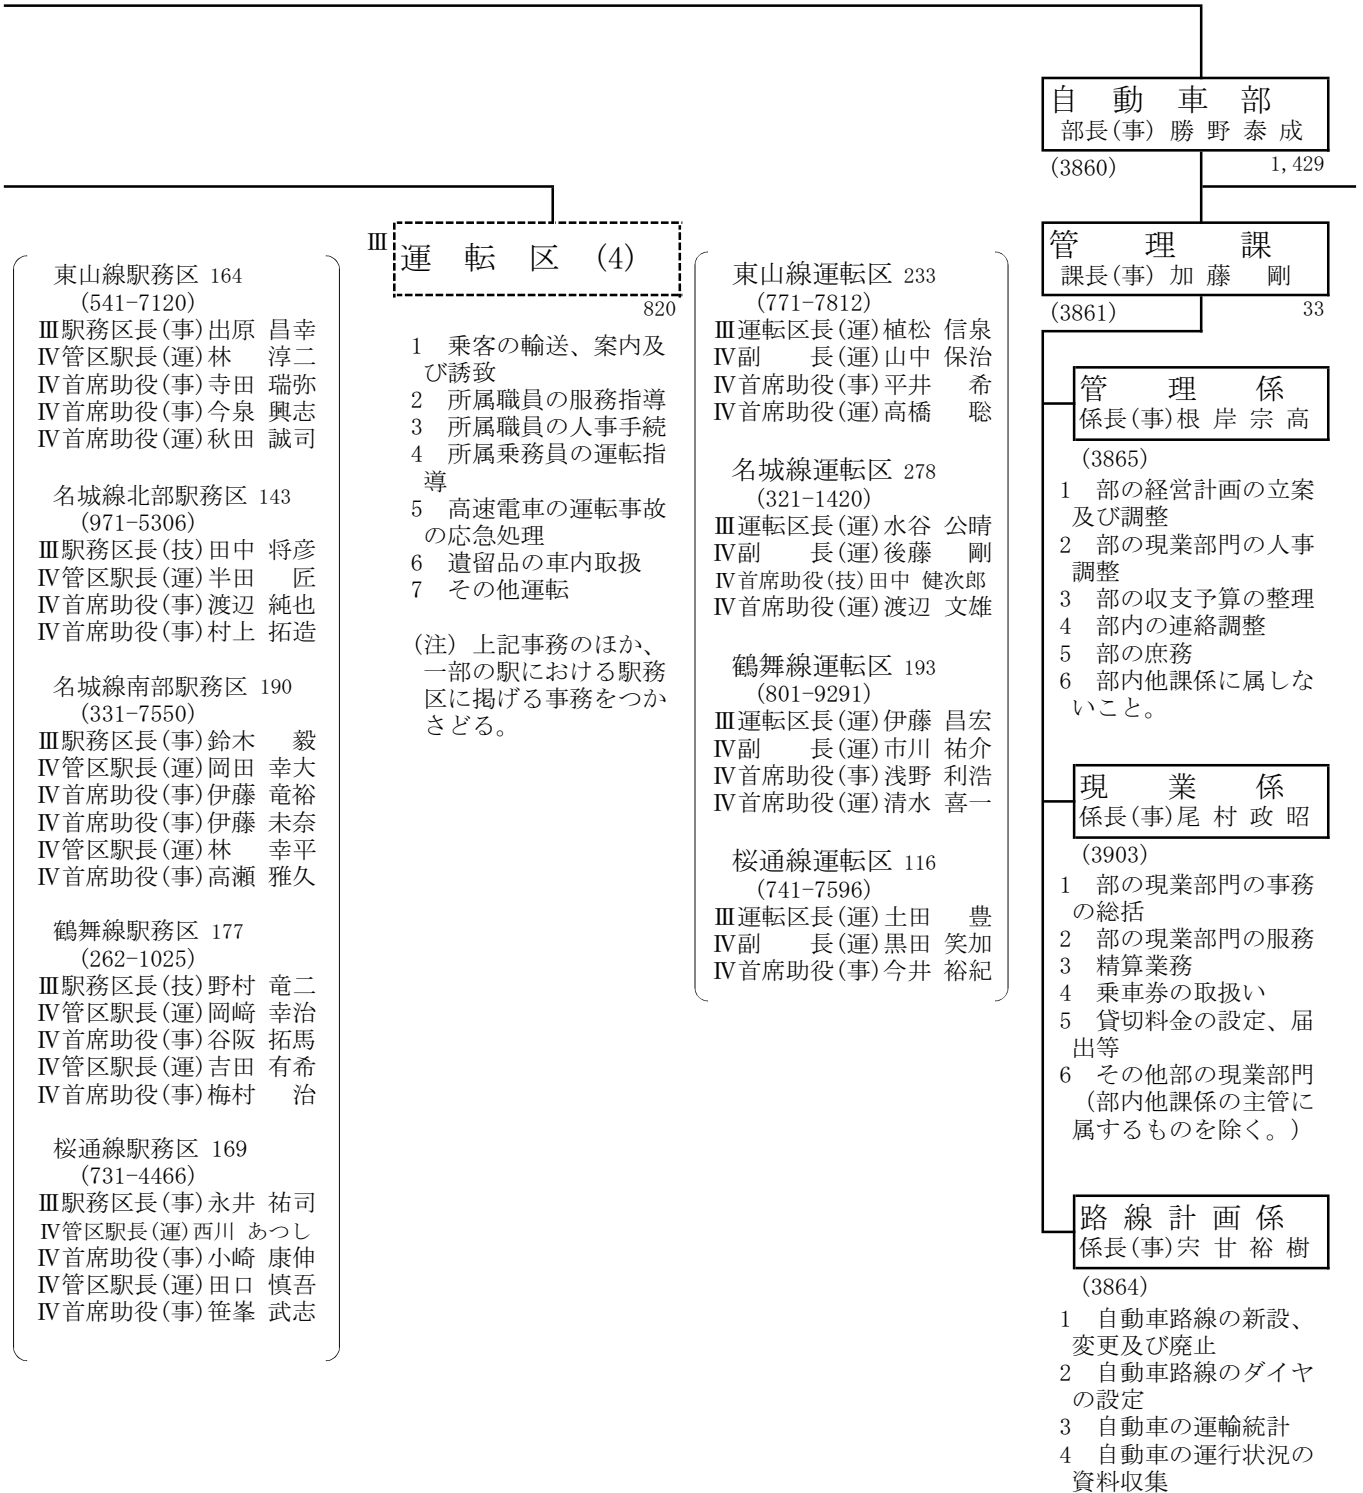 東山線駅務区 164
(541-7120)
Ⅲ駅務区長(事)出原 昌幸
Ⅳ管区駅長(運)林 淳二
Ⅳ首席助役(事)寺田 瑞弥
Ⅳ首席助役(事)今泉 興志
Ⅳ首席助役(運)秋田 誠司
名城線北部駅務区 143
(971-5306)
Ⅲ駅務区長(技)田中 将彦
Ⅳ管区駅長(運)半田 匠
Ⅳ首席助役(事)渡辺 純也
Ⅳ首席助役(事)村上 拓造
名城線南部駅務区 190
(331-7550)
Ⅲ駅務区長(事)鈴木 毅
Ⅳ管区駅長(運)岡田 幸大
Ⅳ首席助役(事)伊藤 竜裕
Ⅳ首席助役(事)伊藤 未奈
Ⅳ管区駅長(運)林 幸平
Ⅳ首席助役(事)高瀬 雅久
鶴舞線駅務区 177
(262-1025)
Ⅲ駅務区長(技)野村 竜二
Ⅳ管区駅長(運)岡﨑 幸治
Ⅳ首席助役(事)谷阪 拓馬
Ⅳ管区駅長(運)吉田 有希
Ⅳ首席助役(事)梅村 治
桜通線駅務区 169
(731-4466)
Ⅲ駅務区長(事)永井 祐司
Ⅳ管区駅長(運)西川 あつし
Ⅳ首席助役(事)小崎 康伸
Ⅳ管区駅長(運)田口 慎吾
Ⅳ首席助役(事)笹峯 武志
Ⅲ
運転区 (4)
820
1 乗客の輸送、案内及
び誘致
2 所属職員の服務指導
3 所属職員の人事手続
4 所属乗務員の運転指
導
5 高速電車の運転事故
の応急処理
6 遺留品の車内取扱
7 その他運転
(注) 上記事務のほか、
一部の駅における駅務
区に掲げる事務をつか
さどる。
東山線運転区 233
(771-7812)
Ⅲ運転区長(運)植松 信泉
Ⅳ副 長(運)山中 保治
Ⅳ首席助役(事)平井 希
Ⅳ首席助役(運)高橋 聡
名城線運転区 278
(321-1420)
Ⅲ運転区長(運)水谷 公晴
Ⅳ副 長(運)後藤 剛
Ⅳ首席助役(技)田中 健次郎
Ⅳ首席助役(運)渡辺 文雄
鶴舞線運転区 193
(801-9291)
Ⅲ運転区長(運)伊藤 昌宏
Ⅳ副 長(運)市川 祐介
Ⅳ首席助役(事)浅野 利浩
Ⅳ首席助役(運)清水 喜一
桜通線運転区 116
(741-7596)
Ⅲ運転区長(運)土田 豊
Ⅳ副 長(運)黒田 笑加
Ⅳ首席助役(事)今井 裕紀
自動車部
部長(事) 勝野泰成
(3860) 1,429
管理課
課長(事) 加藤 剛
(3861) 33
管理係
係長(事)根岸宗高
(3865)
1 部の経営計画の立案
及び調整
2 部の現業部門の人事
調整
3 部の収支予算の整理
4 部内の連絡調整
5 部の庶務
6 部内他課係に属しな
いこと。
現業係
係長(事)尾村政昭
(3903)
1 部の現業部門の事務
の総括
2 部の現業部門の服務
3 精算業務
4 乗車券の取扱い
5 貸切料金の設定、届
出等
6 その他部の現業部門
(部内他課係の主管に
属するものを除く。)
路線計画係
係長(事)宍甘裕樹
(3864)
1 自動車路線の新設、
変更及び廃止
2 自動車路線のダイヤ
の設定
3 自動車の運輸統計
4 自動車の運行状況の
資料収集